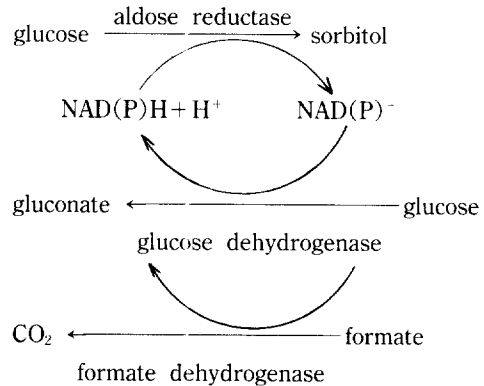 aldose reductase
glucose → sorbitol
NAD(P)H + H⁺ NAD(P)⁻
gluconate ← glucose
glucose dehydrogenase
CO₂ ← formate
formate dehydrogenase